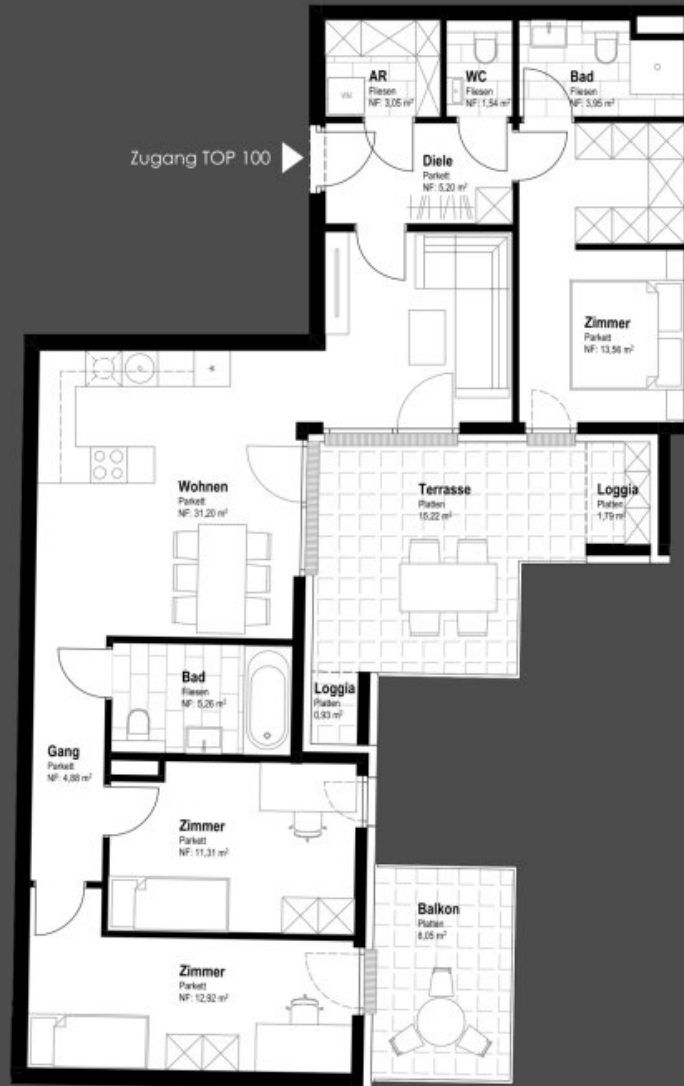 AR
Fliesen
NF: 3,05 m²
WC
Fliesen
NF: 1,54 m²
Bad
Fliesen
NF: 3,95 m²
Zugang TOP 100
Diele
Parkett
NF: 5,20 m²
Zimmer
Parkett
NF: 13,56 m²
Wohnen
Parkett
NF: 31,20 m²
Terrasse
Platten
15,22 m²
Loggia
Platten
1,79 m²
Bad
Fliesen
NF: 5,26 m²
Loggia
Platten
0,93 m²
Gang
Parkett
NF: 4,88 m²
Zimmer
Parkett
NF: 11,31 m²
Balkon
Platten
8,05 m²
Zimmer
Parkett
NF: 12,92 m²